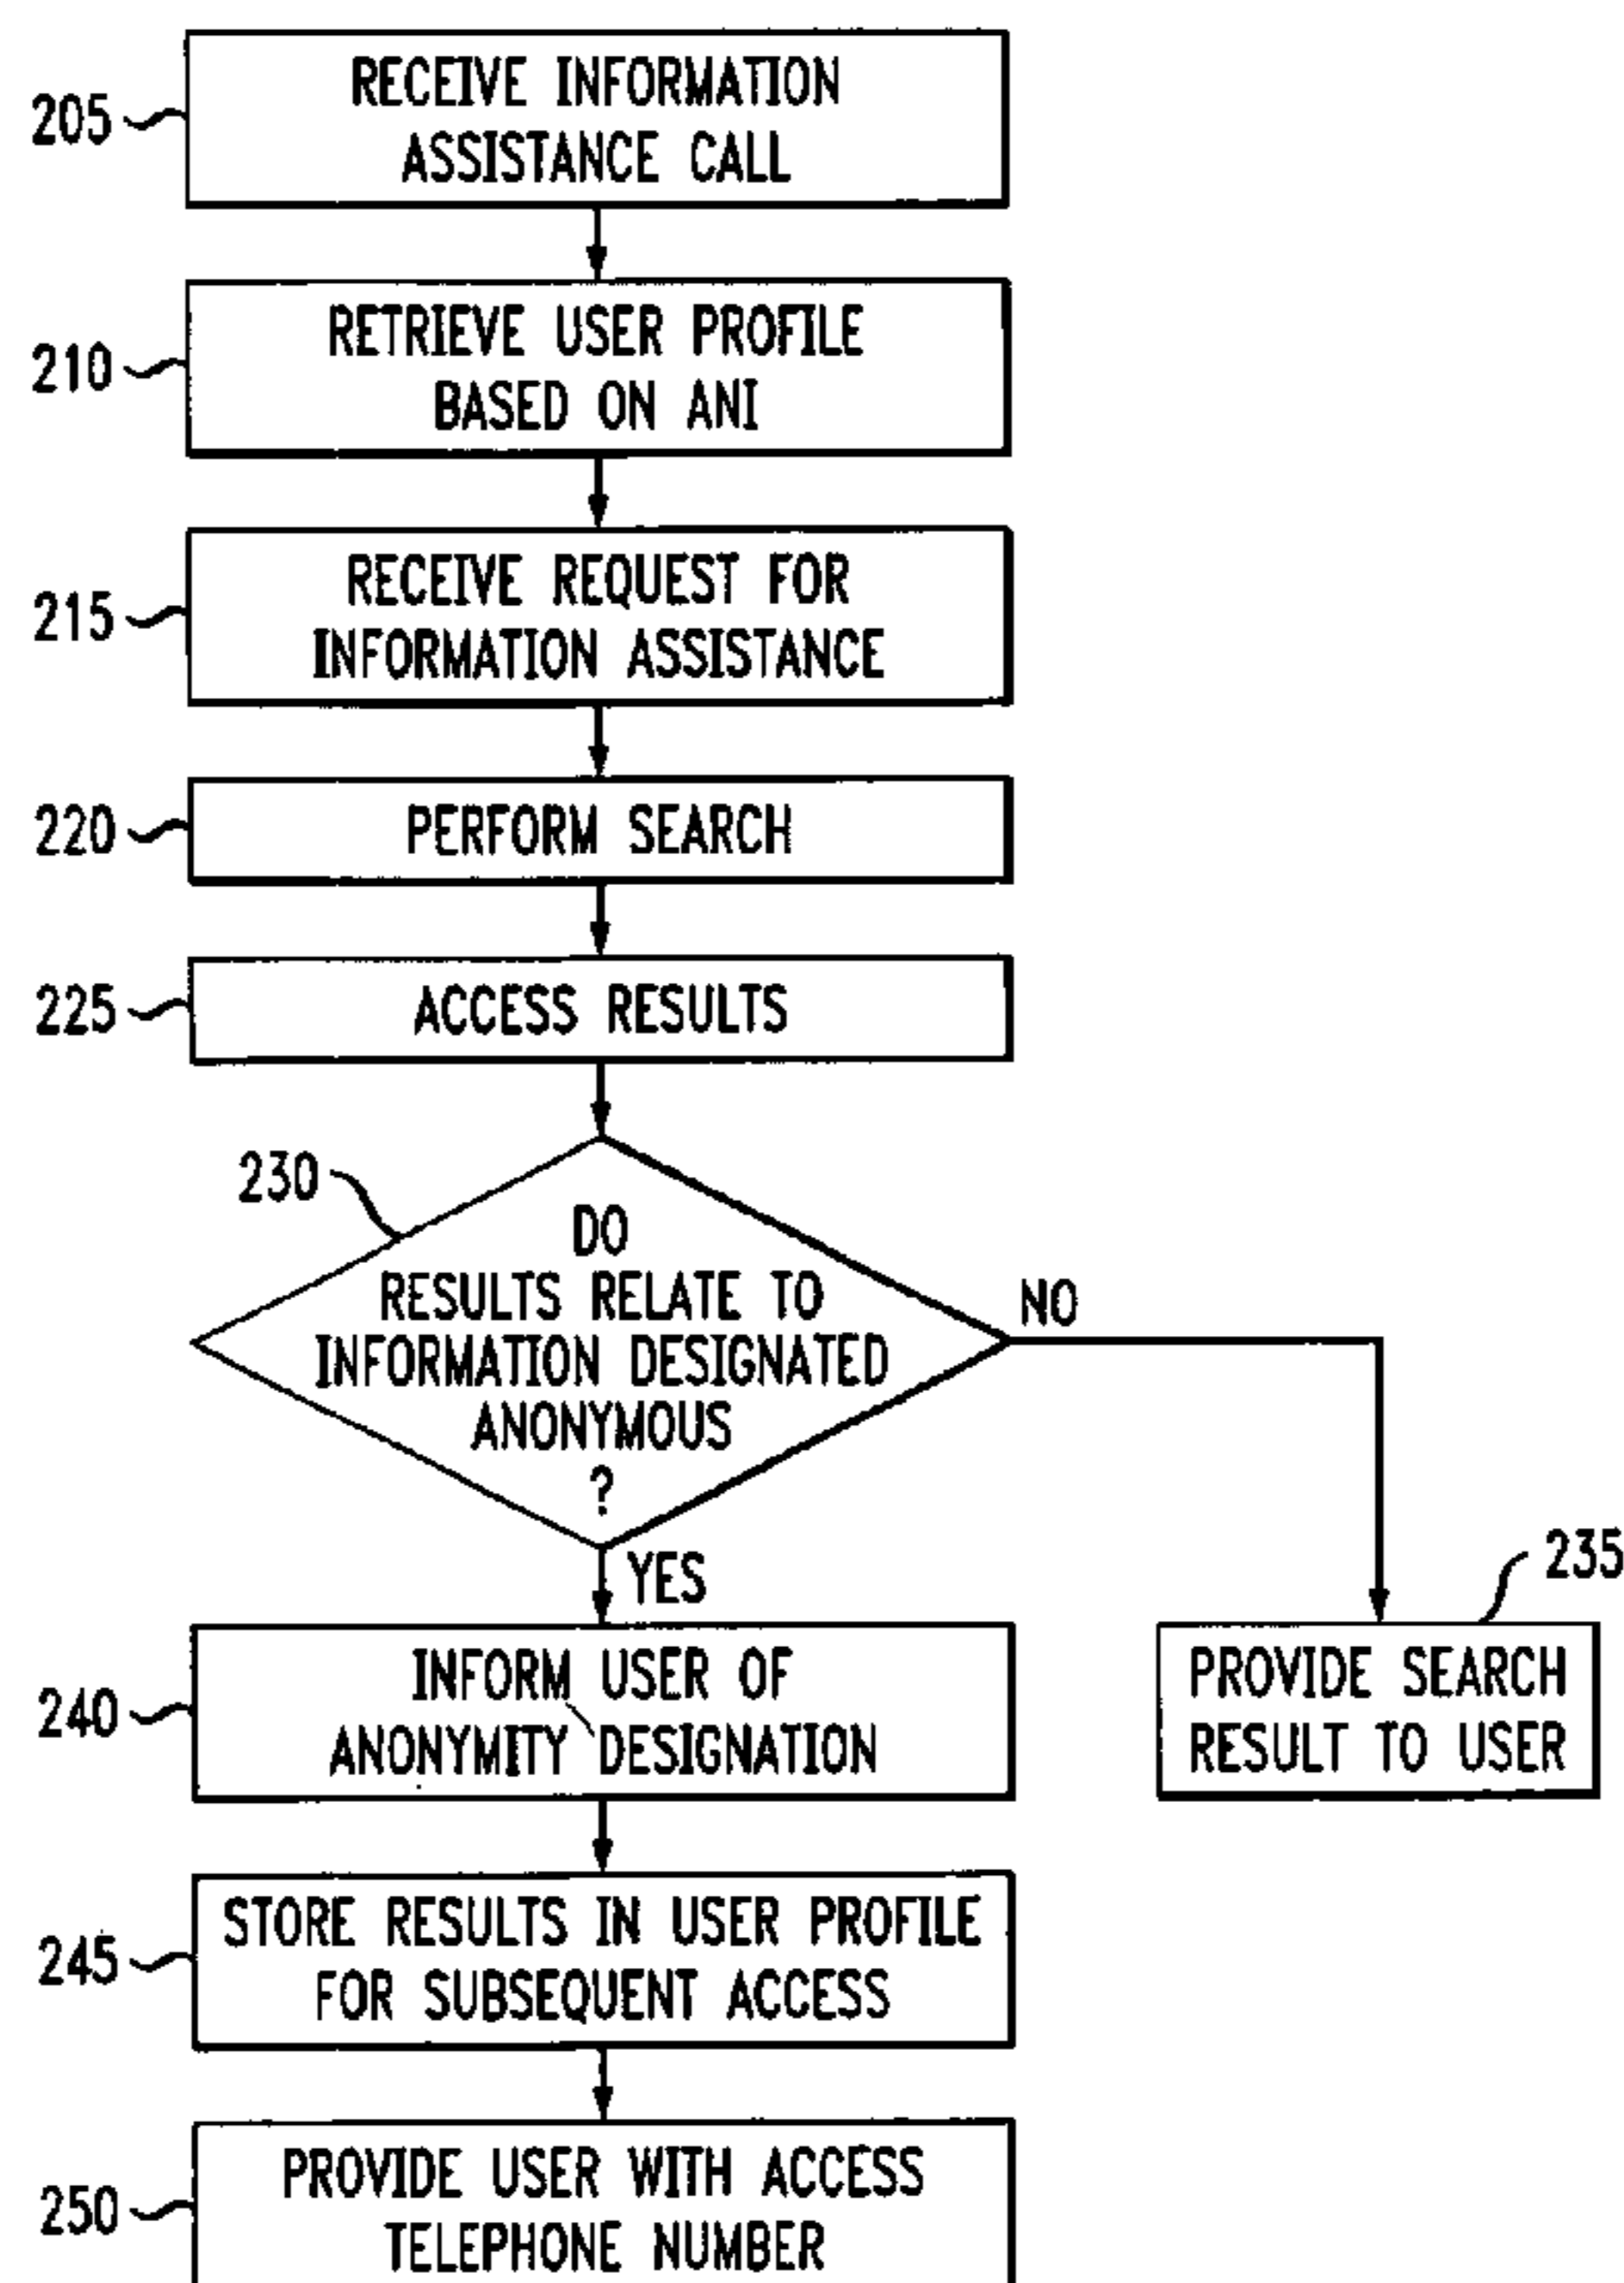 205
RECEIVE INFORMATION
ASSISTANCE CALL
210
RETRIEVE USER PROFILE
BASED ON ANI
215
RECEIVE REQUEST FOR
INFORMATION ASSISTANCE
220
PERFORM SEARCH
225
ACCESS RESULTS
230
DO
RESULTS RELATE TO
INFORMATION DESIGNATED
ANONYMOUS
?
NO
YES
235
PROVIDE SEARCH
RESULT TO USER
240
INFORM USER OF
ANONYMITY DESIGNATION
245
STORE RESULTS IN USER PROFILE
FOR SUBSEQUENT ACCESS
250
PROVIDE USER WITH ACCESS
TELEPHONE NUMBER